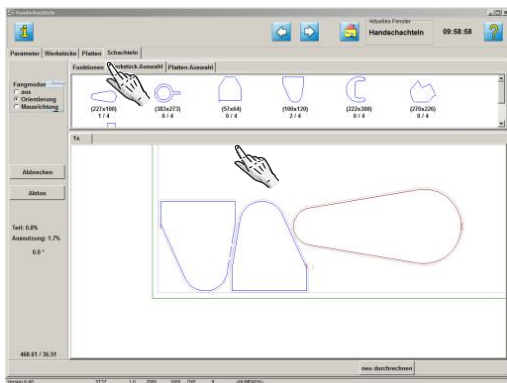 Handschachteln
Aktuelles Fenster
Handschachteln
09:58:58
Parameter Werkstücke Platten Schachteln
Funktionen Werkstück-Auswahl Platten-Auswahl
Fangmodus
aus
Orientierung
Mausrichtung
(227x100) (383x273) (57x64) (100x120) (222x300) (270x226)
1 / 4 0 / 4 0 / 4 2 / 4 0 / 4 0 / 4
1x
Abbrechen
Aktion
Teil: 0.0%
Ausnutzung: 1.7%
0.0 °
468.61 / 36.51
neu durchrechnen